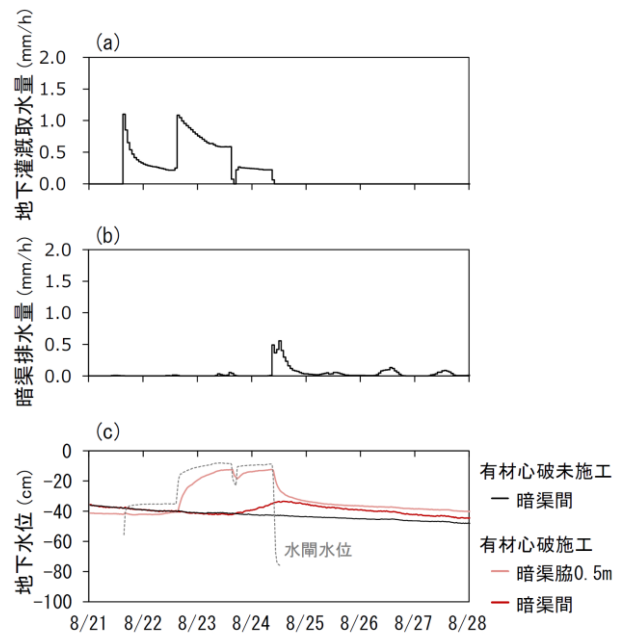 (a)
地下灌漑取水量 (mm/h)
2.0
1.5
1.0
0.5
0.0
(b)
暗渠排水量 (mm/h)
2.0
1.5
1.0
0.5
0.0
(c)
地下水位 (cm)
0
-20
-40
-60
-80
-100
水閘水位
8/21 8/22 8/23 8/24 8/25 8/26 8/27 8/28
有材心破未施工
暗渠間
有材心破施工
暗渠脇0.5m
暗渠間